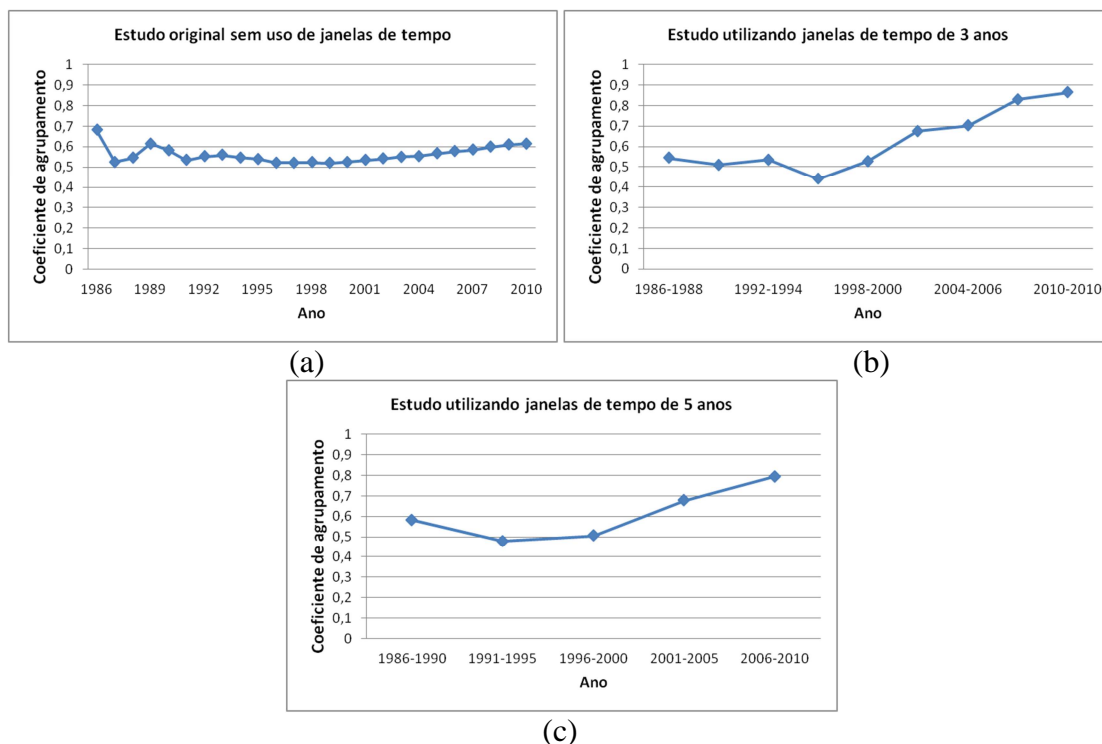 Estudo original sem uso de janelas de tempo
Coeficiente de agrupamento
1
0,9
0,8
0,7
0,6
0,5
0,4
0,3
0,2
0,1
0
1986 1989 1992 1995 1998 2001 2004 2007 2010
Ano
(a)
Estudo utilizando janelas de tempo de 3 anos
Coeficiente de agrupamento
1
0,9
0,8
0,7
0,6
0,5
0,4
0,3
0,2
0,1
0
1986-1988 1992-1994 1998-2000 2004-2006 2010-2010
Ano
(b)
Estudo utilizando janelas de tempo de 5 anos
Coeficiente de agrupamento
1
0,9
0,8
0,7
0,6
0,5
0,4
0,3
0,2
0,1
0
1986-1990 1991-1995 1996-2000 2001-2005 2006-2010
Ano
(c)